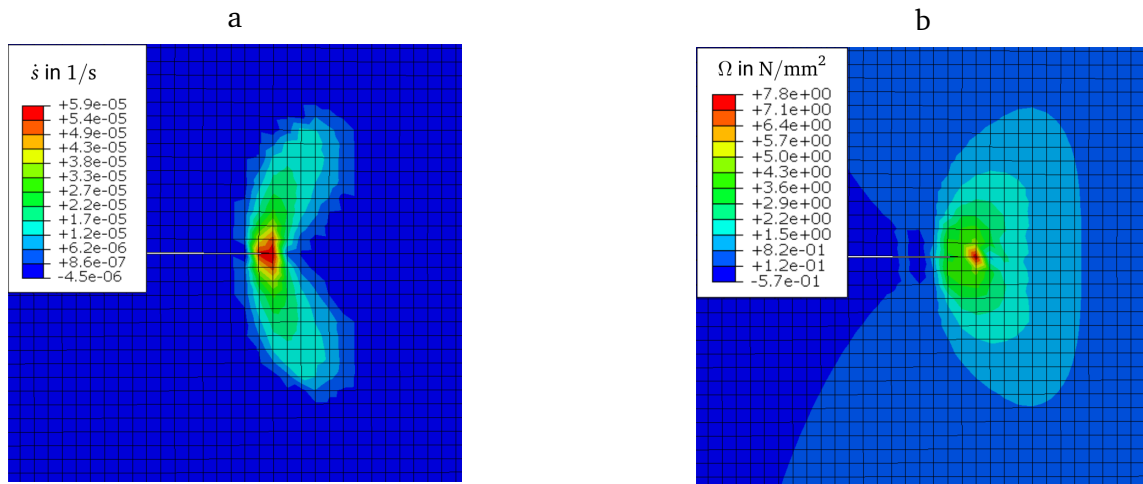 a
b
ṡ in 1/s
+5.9e-05
+5.4e-05
+4.9e-05
+4.3e-05
+3.8e-05
+3.3e-05
+2.7e-05
+2.2e-05
+1.7e-05
+1.2e-05
+6.2e-06
+8.6e-07
-4.5e-06
Ω in N/mm²
+7.8e+00
+7.1e+00
+6.4e+00
+5.7e+00
+5.0e+00
+4.3e+00
+3.6e+00
+2.9e+00
+2.2e+00
+1.5e+00
+8.2e-01
+1.2e-01
-5.7e-01